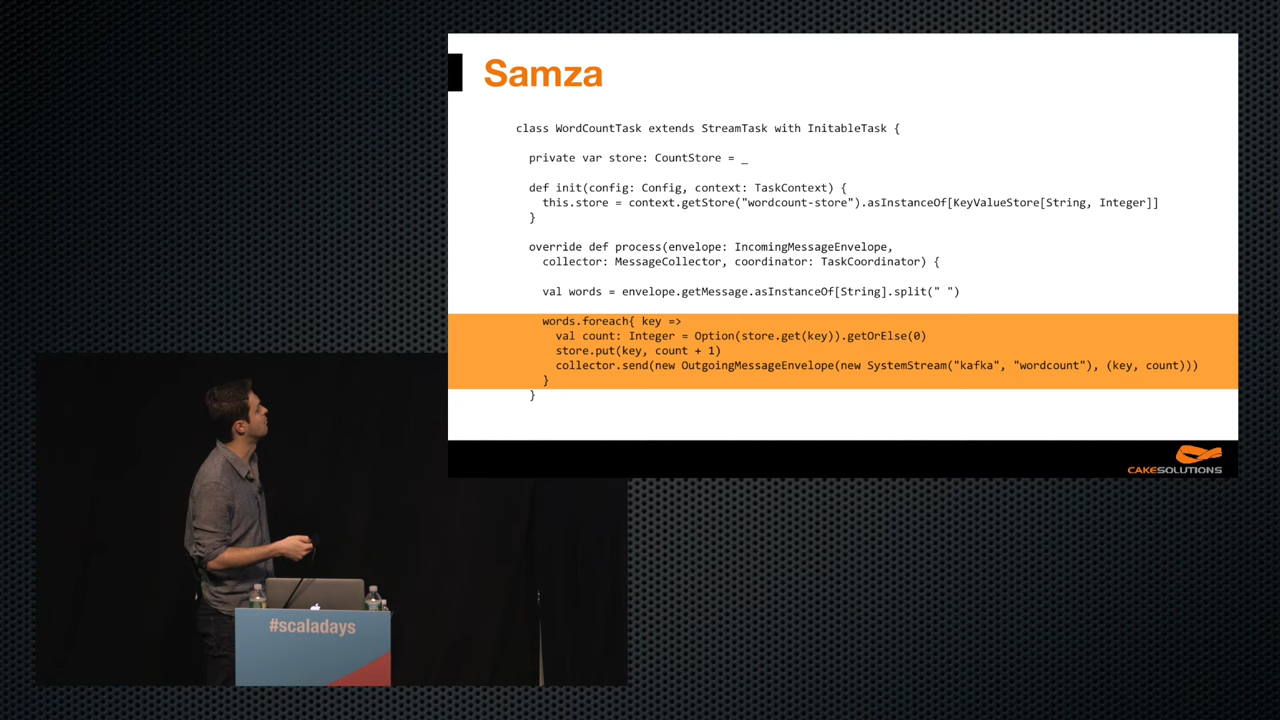 Samza
class WordCountTask extends StreamTask with InitableTask {
private var store: CountStore = _
def init(config: Config, context: TaskContext) {
this.store = context.getStore("wordcount-store").asInstanceOf[KeyValueStore[String, Integer]]
}
override def process(envelope: IncomingMessageEnvelope,
collector: MessageCollector, coordinator: TaskCoordinator) {
val words = envelope.getMessage.asInstanceOf[String].split(" ")
words.foreach{ key =>
val count: Integer = Option(store.get(key)).getOrElse(0)
store.put(key, count + 1)
collector.send(new OutgoingMessageEnvelope(new SystemStream("kafka", "wordcount"), (key, count)))
}
}
CAKESOLUTIONS
#scaladays